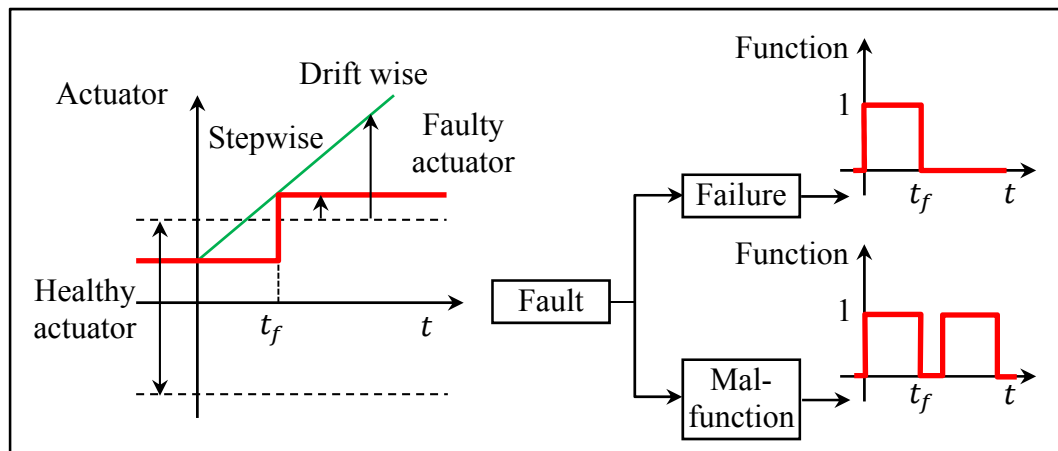 Drift wise
Actuator
Stepwise
Faulty
actuator
Healthy
actuator
t_f
t
Fault
Failure
Mal-
function
Function
1
t_f
t
Function
1
t_f
t